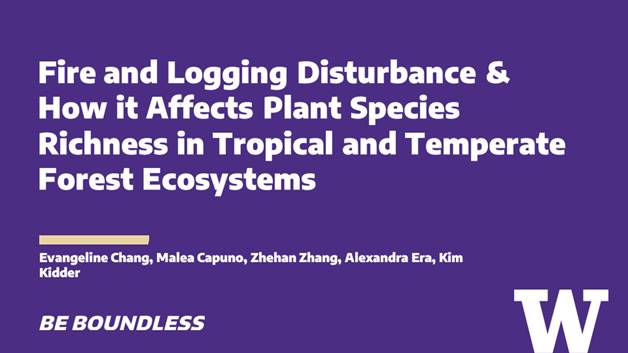 Fire and Logging Disturbance &
How it Affects Plant Species
Richness in Tropical and Temperate
Forest Ecosystems
Evangeline Chang, Malea Capuno, Zhehan Zhang, Alexandra Era, Kim
Kidder
BE BOUNDLESS
W